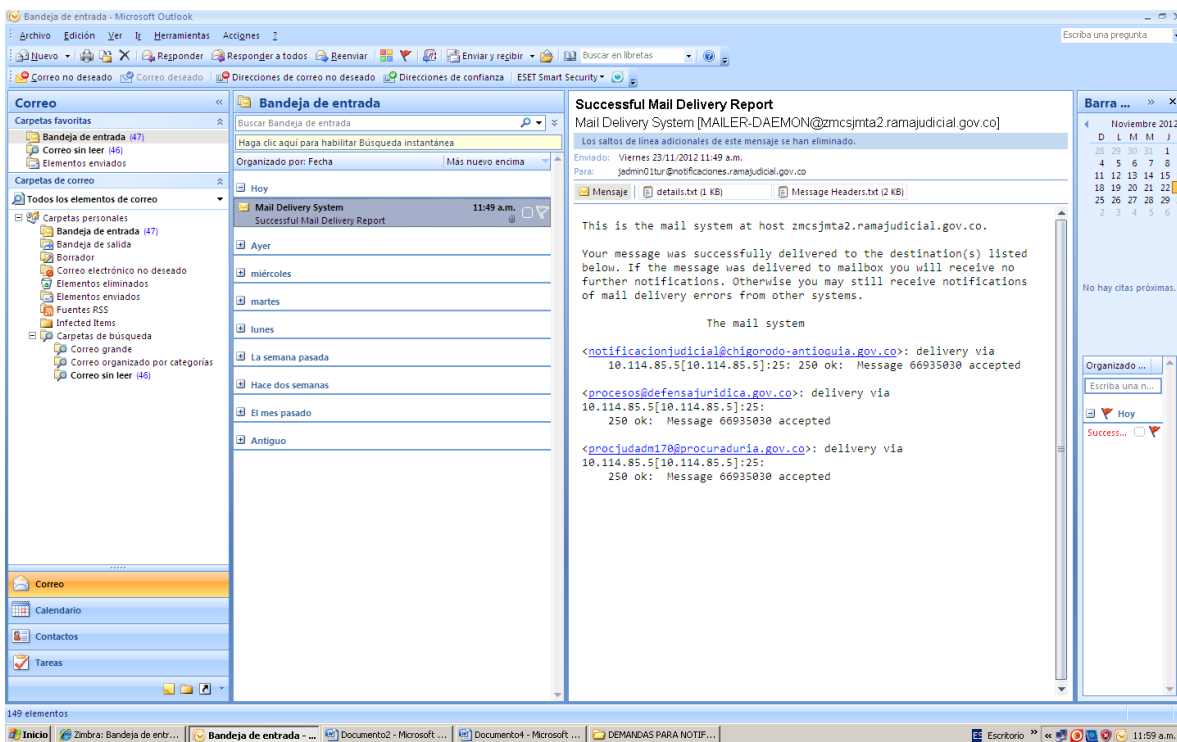 Bandeja de entrada - Microsoft Outlook
Archivo Edición Ver Ir Herramientas Acciones ?
Escriba una pregunta
Nuevo Responder Responder a todos Reenviar Enviar y recibir Buscar en libretas
Correo no deseado Correo deseado Direcciones de correo no deseado Direcciones de confianza ESET Smart Security
Correo «
Carpetas favoritas
Bandeja de entrada (47)
Correo sin leer (46)
Elementos enviados
Carpetas de correo
Todos los elementos de correo
Carpetas personales
Bandeja de entrada (47)
Bandeja de salida
Borrador
Correo electrónico no deseado
Elementos eliminados
Elementos enviados
Fuentes RSS
Infected Items
Carpetas de búsqueda
Correo grande
Correo organizado por categorías
Correo sin leer (46)
Correo
Calendario
Contactos
Tareas
Bandeja de entrada
Buscar Bandeja de entrada
Haga clic aquí para habilitar Búsqueda instantánea
Organizado por: Fecha Más nuevo encima
Hoy
Mail Delivery System 11:49 a.m.
Successful Mail Delivery Report
Ayer
miércoles
martes
lunes
La semana pasada
Hace dos semanas
El mes pasado
Antiguo
Successful Mail Delivery Report
Mail Delivery System [MAILER-DAEMON@zmcsjmta2.ramajudicial.gov.co]
Los saltos de línea adicionales de este mensaje se han eliminado.
Enviado: Viernes 23/11/2012 11:49 a.m.
Para: jadmin01tur@notificaciones.ramajudicial.gov.co
Mensaje details.txt (1 KB) Message Headers.txt (2 KB)
This is the mail system at host zmcsjmta2.ramajudicial.gov.co.
Your message was successfully delivered to the destination(s) listed
below. If the message was delivered to mailbox you will receive no
further notifications. Otherwise you may still receive notifications
of mail delivery errors from other systems.
The mail system
<notificacionjudicial@chigorodo-antioquia.gov.co>: delivery via
10.114.85.5[10.114.85.5]:25: 250 ok: Message 66935030 accepted
<procesos@defensajuridica.gov.co>: delivery via
10.114.85.5[10.114.85.5]:25:
250 ok: Message 66935030 accepted
<procjudadm170@procuraduria.gov.co>: delivery via
10.114.85.5[10.114.85.5]:25:
250 ok: Message 66935030 accepted
Barra ... »
Noviembre 2012
D L M M J
28 29 30 31 1
4 5 6 7 8
11 12 13 14 15
18 19 20 21 22
25 26 27 28 29
2 3 4 5 6
No hay citas próximas.
Organizado ...
Escriba una n...
Hoy
Success...
149 elementos
Inicio Zimbra: Bandeja de entr... Bandeja de entrada - ... Documento2 - Microsoft ... Documento4 - Microsoft ... DEMANDAS PARA NOTIF... ES Escritorio » « 11:59 a.m.